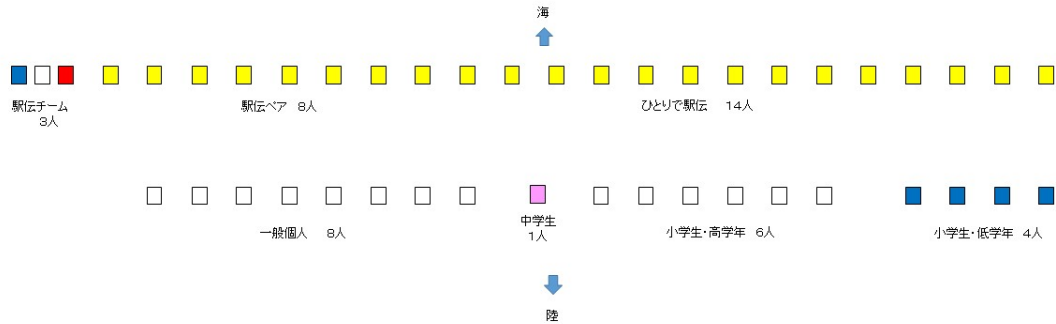 海
駅伝チーム
3人
駅伝ペア 8人
ひとりで駅伝 14人
一般個人 8人
中学生
1人
小学生・高学年 6人
小学生・低学年 4人
陸